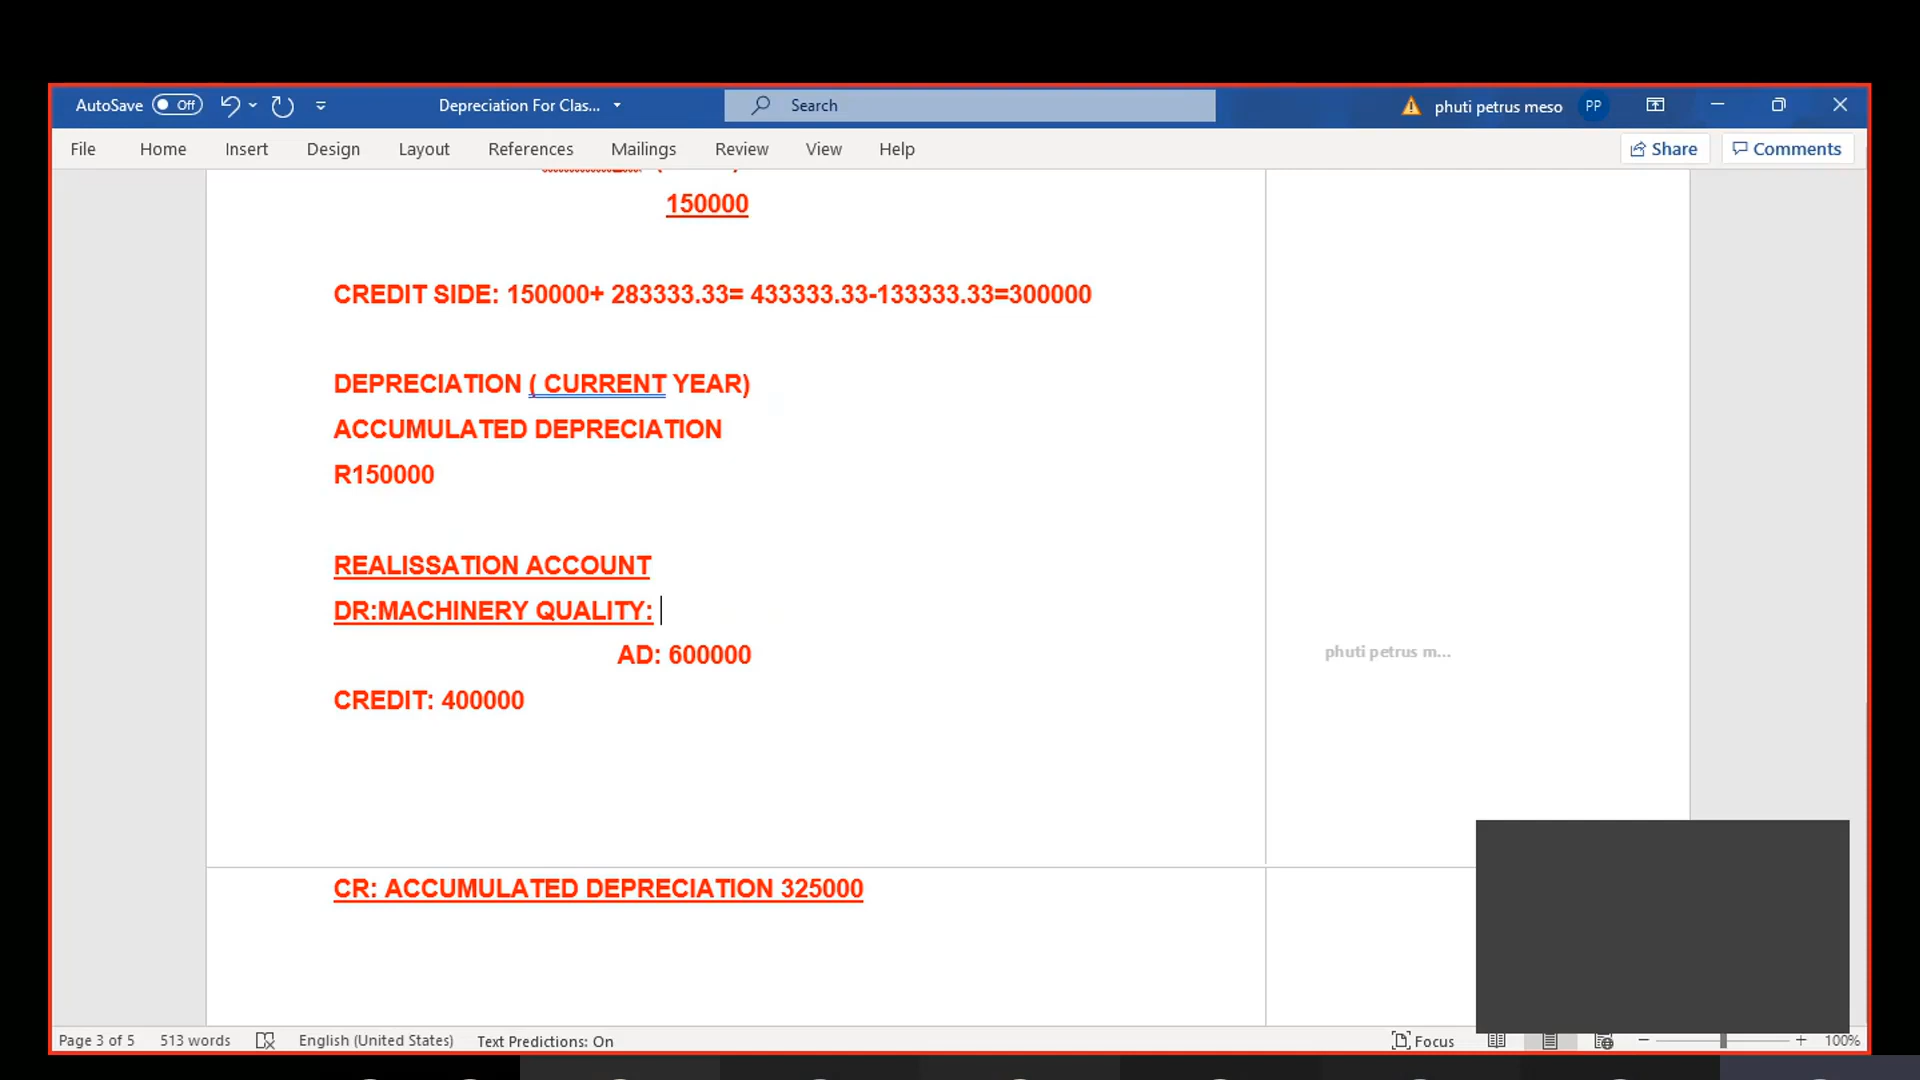 AutoSave Off Depreciation For Clas... Search phuti petrus meso PP
File Home Insert Design Layout References Mailings Review View Help Share Comments
150000
CREDIT SIDE: 150000+ 283333.33= 433333.33-133333.33=300000
DEPRECIATION ( CURRENT YEAR)
ACCUMULATED DEPRECIATION
R150000
REALISSATION ACCOUNT
DR:MACHINERY QUALITY:
AD: 600000
phuti petrus m...
CREDIT: 400000
CR: ACCUMULATED DEPRECIATION 325000
Page 3 of 5 513 words English (United States) Text Predictions: On Focus 100%